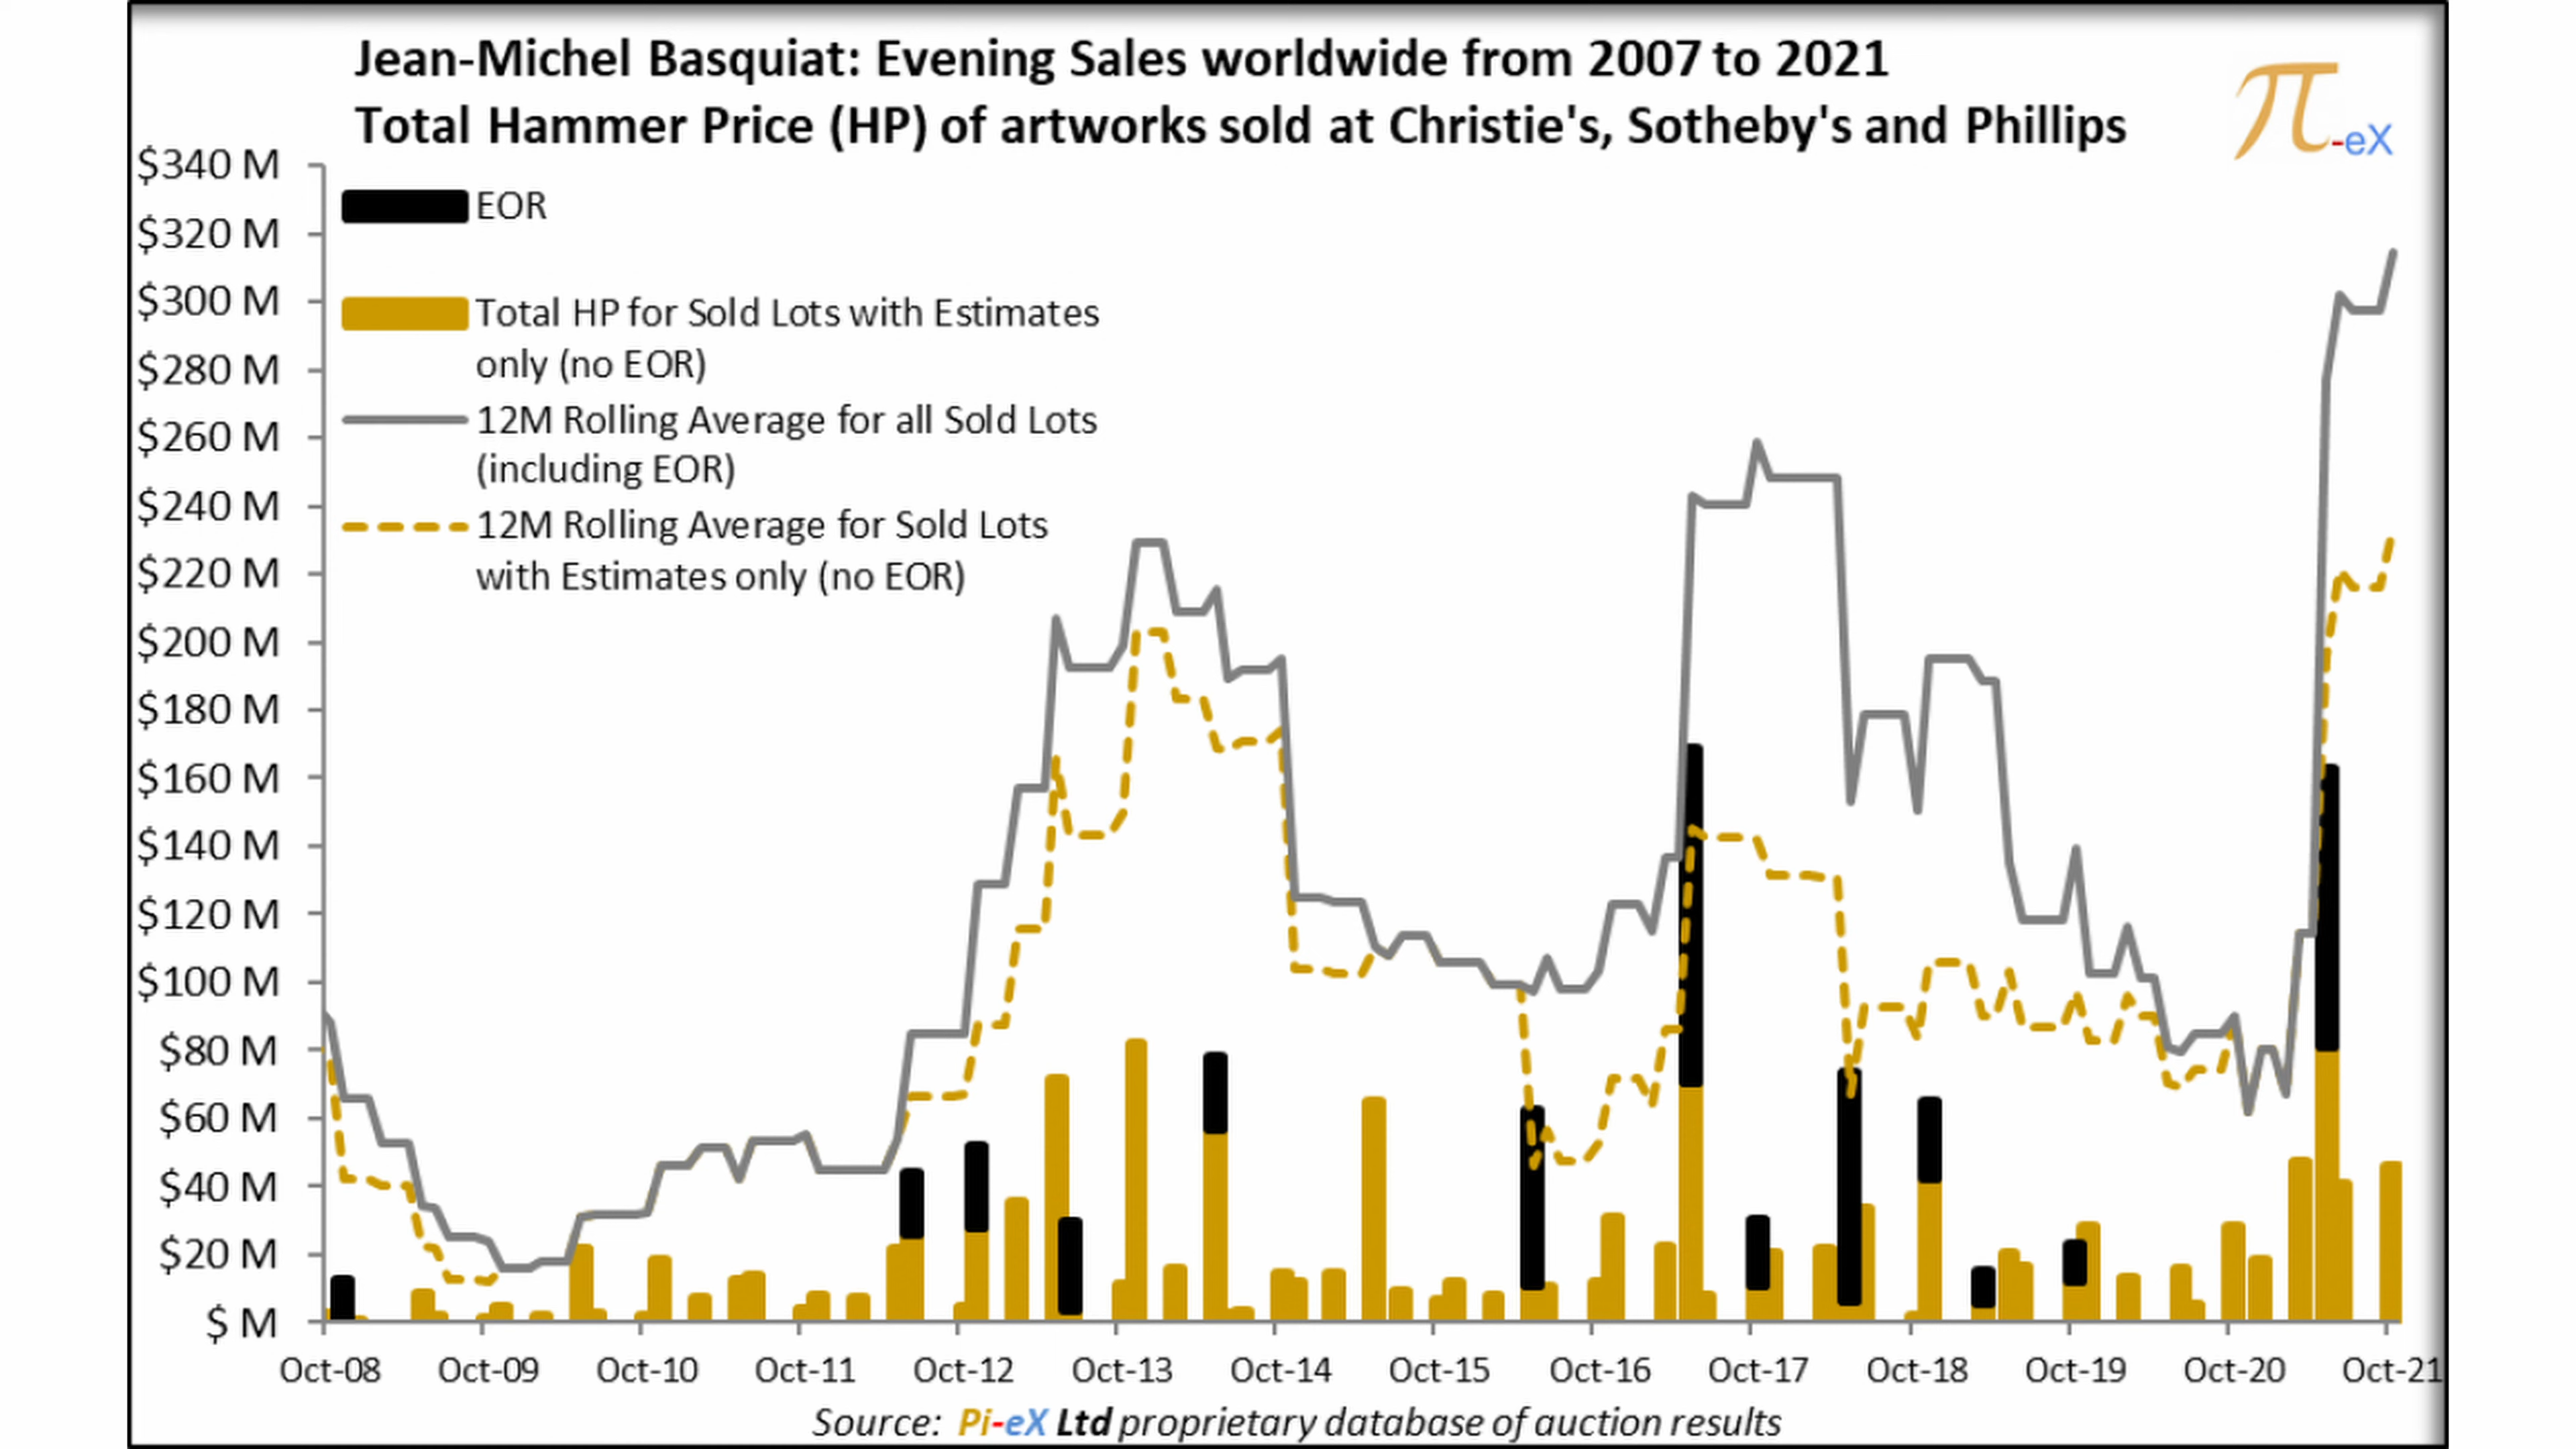 Jean-Michel Basquiat: Evening Sales worldwide from 2007 to 2021
Total Hammer Price (HP) of artworks sold at Christie's, Sotheby's and Phillips
π-eX
$340 M
$320 M
$300 M
$280 M
$260 M
$240 M
$220 M
$200 M
$180 M
$160 M
$140 M
$120 M
$100 M
$80 M
$60 M
$40 M
$20 M
$ M
EOR
Total HP for Sold Lots with Estimates
only (no EOR)
12M Rolling Average for all Sold Lots
(including EOR)
12M Rolling Average for Sold Lots
with Estimates only (no EOR)
Oct-08 Oct-09 Oct-10 Oct-11 Oct-12 Oct-13 Oct-14 Oct-15 Oct-16 Oct-17 Oct-18 Oct-19 Oct-20 Oct-21
Source: Pi-eX Ltd proprietary database of auction results